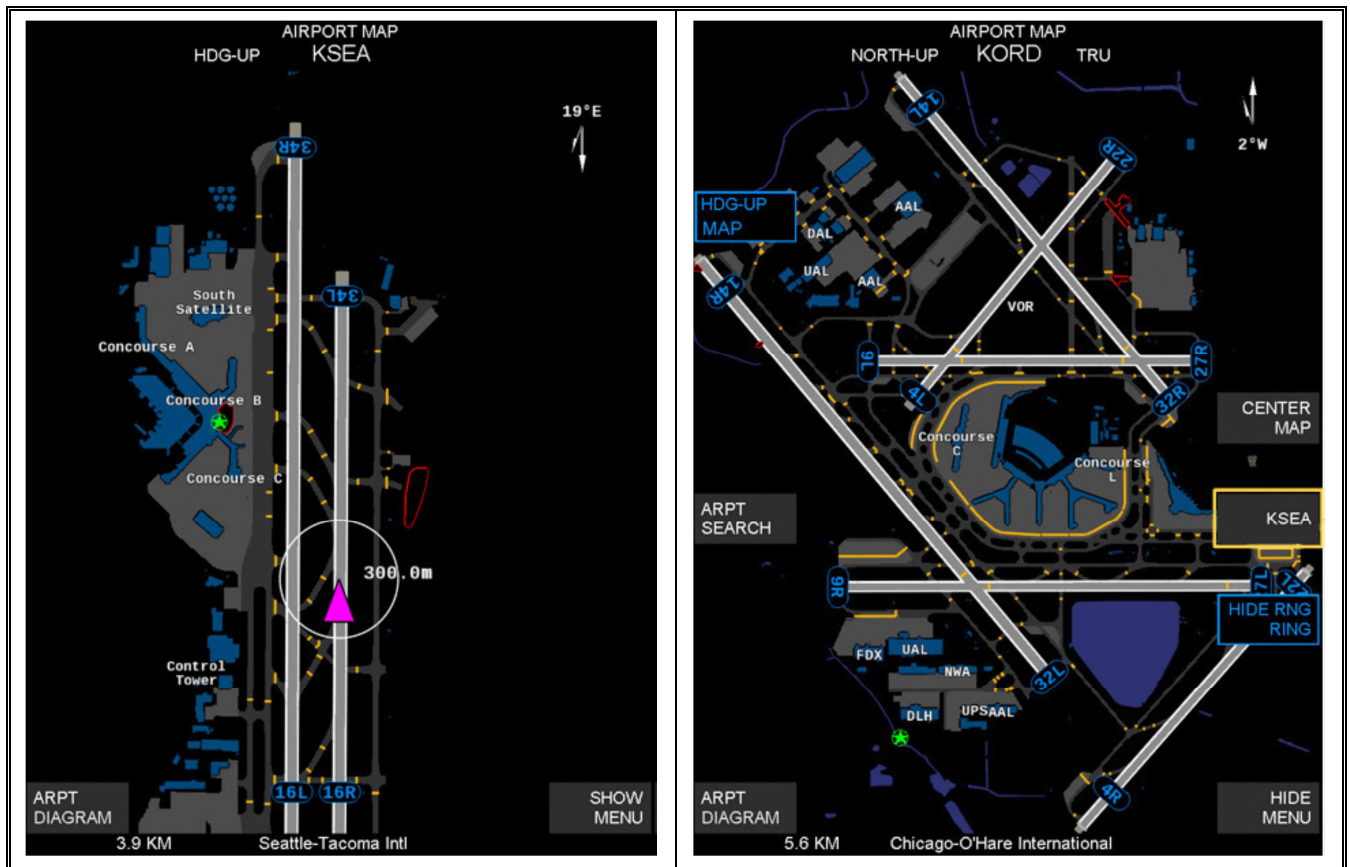 AIRPORT MAP
HDG-UP KSEA
19°E
34R
34L
South
Satellite
Concourse A
Concourse B
Concourse C
300.0m
Control
Tower
16L 16R
ARPT
DIAGRAM
SHOW
MENU
3.9 KM Seattle-Tacoma Intl
AIRPORT MAP
NORTH-UP KORD TRU
2°W
14L
22R
HDG-UP
MAP
AAL
DAL
UAL
AAL
14R
VOR
9L
27R
4L
32R
CENTER
MAP
Concourse
C
Concourse
L
ARPT
SEARCH
KSEA
9R
27L
22L
HIDE RNG
RING
FDX
UAL
NWA
32L
DLH
UPSAAL
4R
ARPT
DIAGRAM
HIDE
MENU
5.6 KM Chicago-O'Hare International